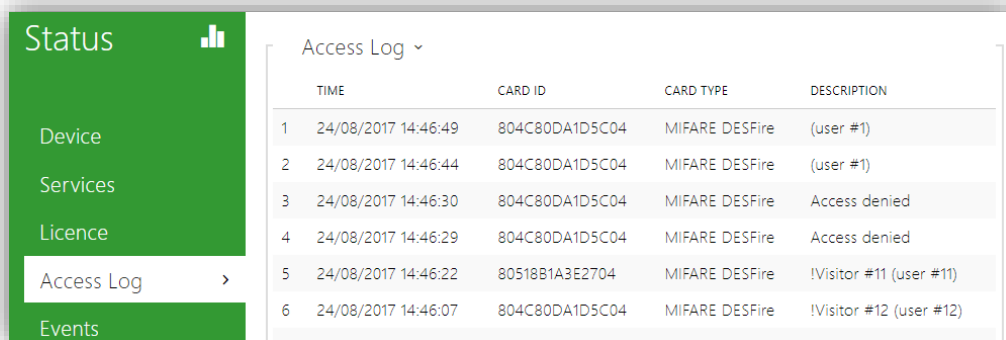 Status
Device
Services
Licence
Access Log
Events
Access Log
TIME CARD ID CARD TYPE DESCRIPTION
1 24/08/2017 14:46:49 804C80DA1D5C04 MIFARE DESFire (user #1)
2 24/08/2017 14:46:44 804C80DA1D5C04 MIFARE DESFire (user #1)
3 24/08/2017 14:46:30 804C80DA1D5C04 MIFARE DESFire Access denied
4 24/08/2017 14:46:29 804C80DA1D5C04 MIFARE DESFire Access denied
5 24/08/2017 14:46:22 80518B1A3E2704 MIFARE DESFire !Visitor #11 (user #11)
6 24/08/2017 14:46:07 804C80DA1D5C04 MIFARE DESFire !Visitor #12 (user #12)